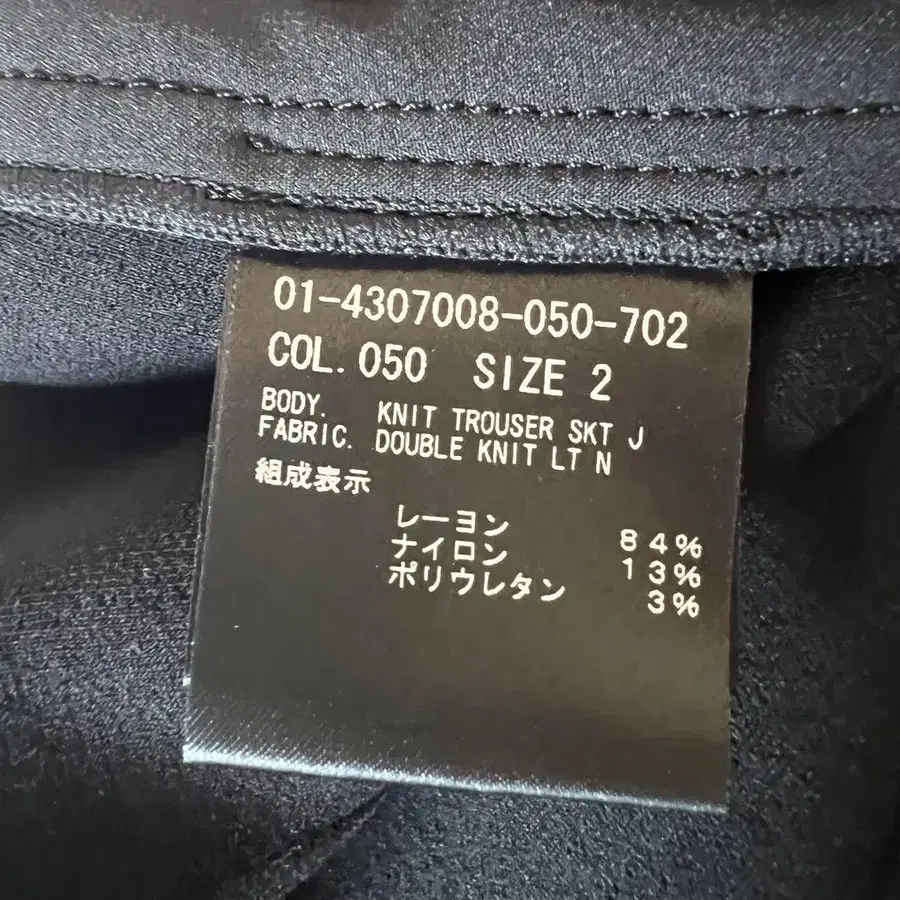 01-4307008-050-702
COL. 050 SIZE 2
BODY. KNIT TROUSER SKT J
FABRIC. DOUBLE KNIT LT N
組成表示
レーヨン 84%
ナイロン 13%
ポリウレタン 3%